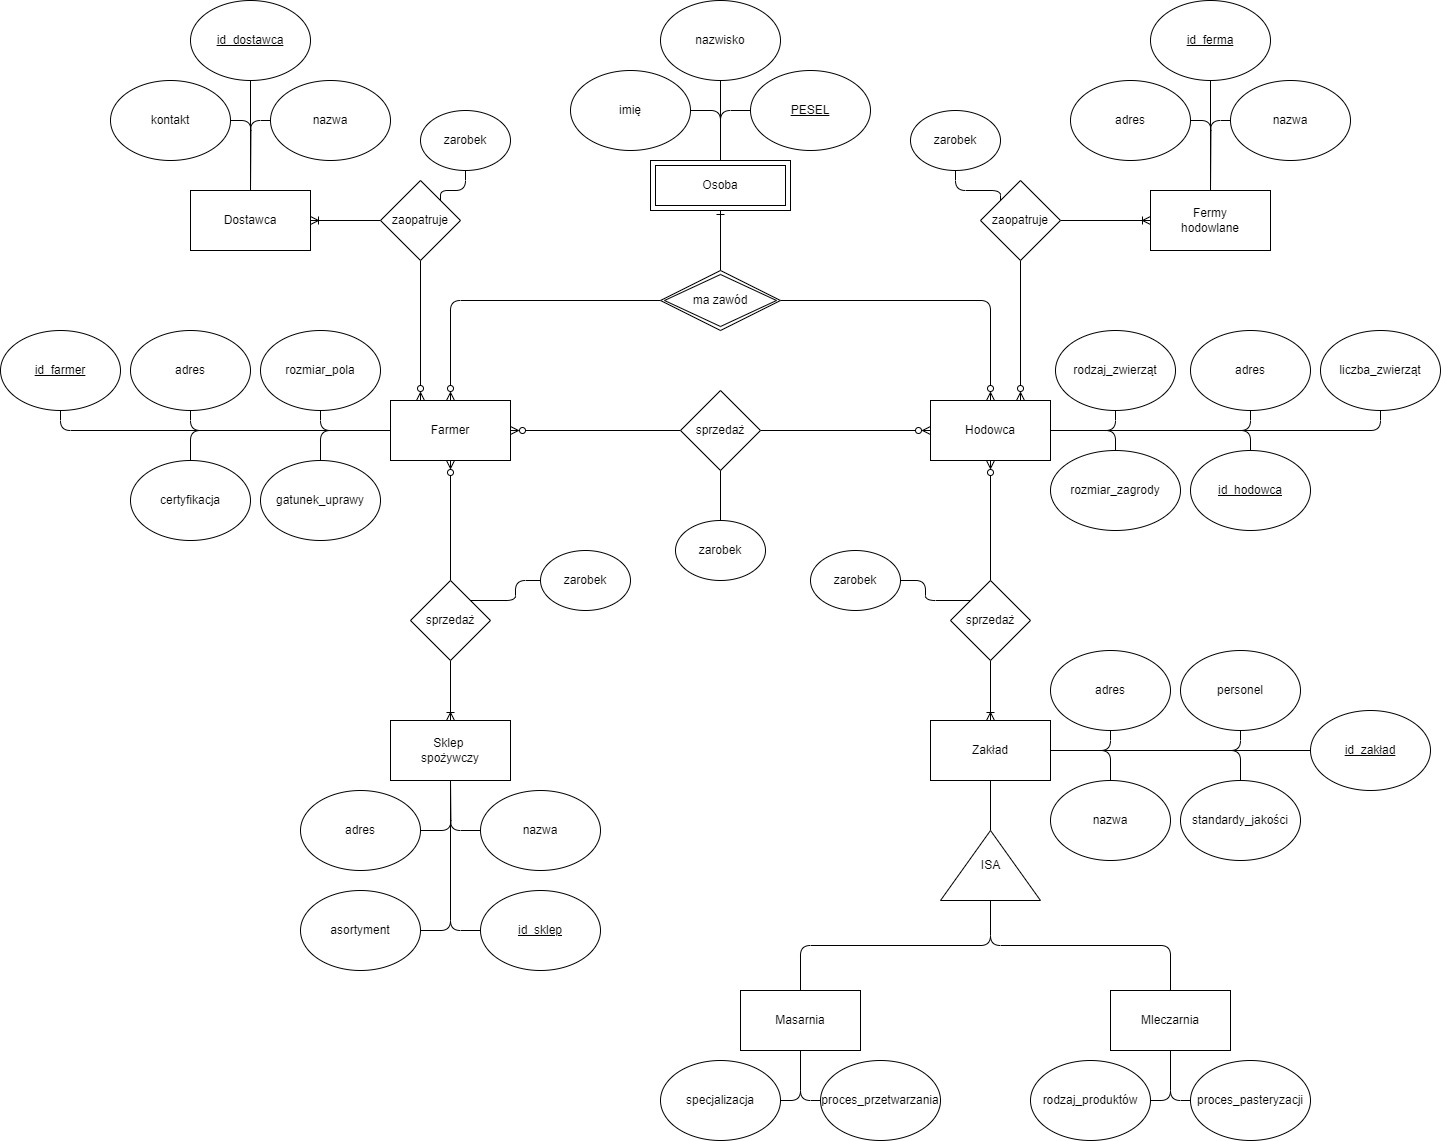 id_dostawca
nazwisko
id_ferma
kontakt
nazwa
imię
PESEL
adres
nazwa
zarobek
zarobek
Osoba
Dostawca
zaopatruje
zaopatruje
Fermy
hodowlane
ma zawód
id_farmer
adres
rozmiar_pola
rodzaj_zwierząt
adres
liczba_zwierząt
Farmer
sprzedaż
Hodowca
certyfikacja
gatunek_uprawy
rozmiar_zagrody
id_hodowca
zarobek
zarobek
zarobek
sprzedaż
sprzedaż
adres
personel
Sklep
spożywczy
Zakład
id_zakład
adres
nazwa
nazwa
standardy_jakości
ISA
asortyment
id_sklep
Masarnia
Mleczarnia
specjalizacja
proces_przetwarzania
rodzaj_produktów
proces_pasteryzacji